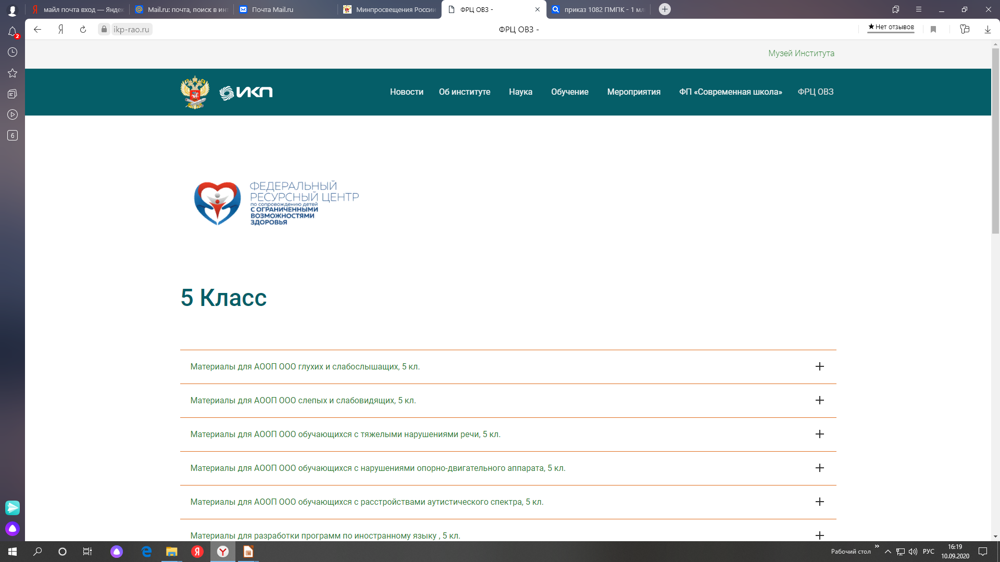 майл почта вход — Яндек
Mail.ru: почта, поиск в инт
Почта Mail.ru
Минпросвещения России
ФРЦ ОВЗ -
приказ 1082 ПМПК - 1 мл
2
6
Я
ikp-rao.ru
ФРЦ ОВЗ -
★Нет отзывов
Музей Института
ИКП
Новости
Об институте
Наука
Обучение
Мероприятия
ФП «Современная школа»
ФРЦ ОВЗ
ФЕДЕРАЛЬНЫЙ
РЕСУРСНЫЙ ЦЕНТР
по сопровождению детей
С ОГРАНИЧЕННЫМИ
ВОЗМОЖНОСТЯМИ
ЗДОРОВЬЯ
5 Класс
Материалы для АООП ООО глухих и слабослышащих, 5 кл.
Материалы для АООП ООО слепых и слабовидящих, 5 кл.
Материалы для АООП ООО обучающихся с тяжелыми нарушениями речи, 5 кл.
Материалы для АООП ООО обучающихся с нарушениями опорно-двигательного аппарата, 5 кл.
Материалы для АООП ООО обучающихся с расстройствами аутистического спектра, 5 кл.
Материалы для разработки программ по иностранному языку , 5 кл.
Рабочий стол
РУС
16:19
10.09.2020